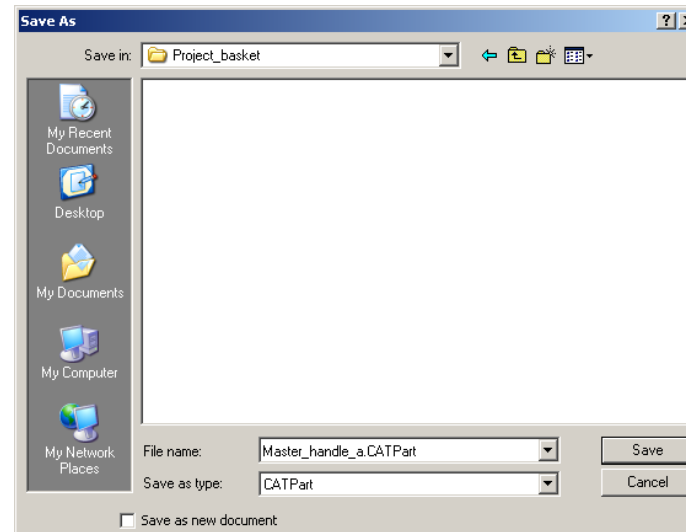 Save As
Save in: Project_basket
My Recent
Documents
Desktop
My Documents
My Computer
My Network
Places
File name: Master_handle_a.CATPart Save
Save as type: CATPart Cancel
Save as new document